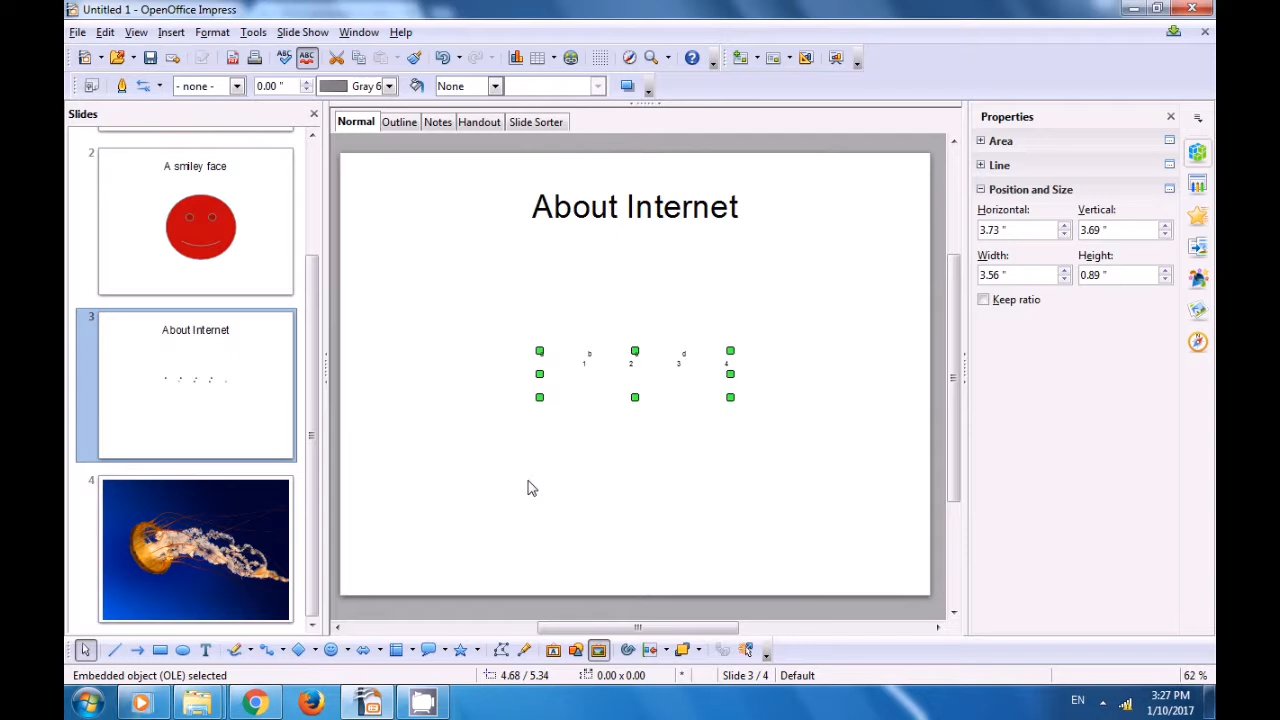 Untitled 1 - OpenOffice Impress
File Edit View Insert Format Tools Slide Show Window Help
- none - 0.00 " Gray 6 None
Slides
Normal Outline Notes Handout Slide Sorter
2
A smiley face
3
About Internet
4
About Internet
b d
1 2 3 4
Properties
Area
Line
Position and Size
Horizontal: Vertical:
3.73 " 3.69 "
Width: Height:
3.56 " 0.89 "
Keep ratio
Embedded object (OLE) selected 4.68 / 5.34 0.00 x 0.00 * Slide 3 / 4 Default 62 %
EN 3:27 PM
1/10/2017